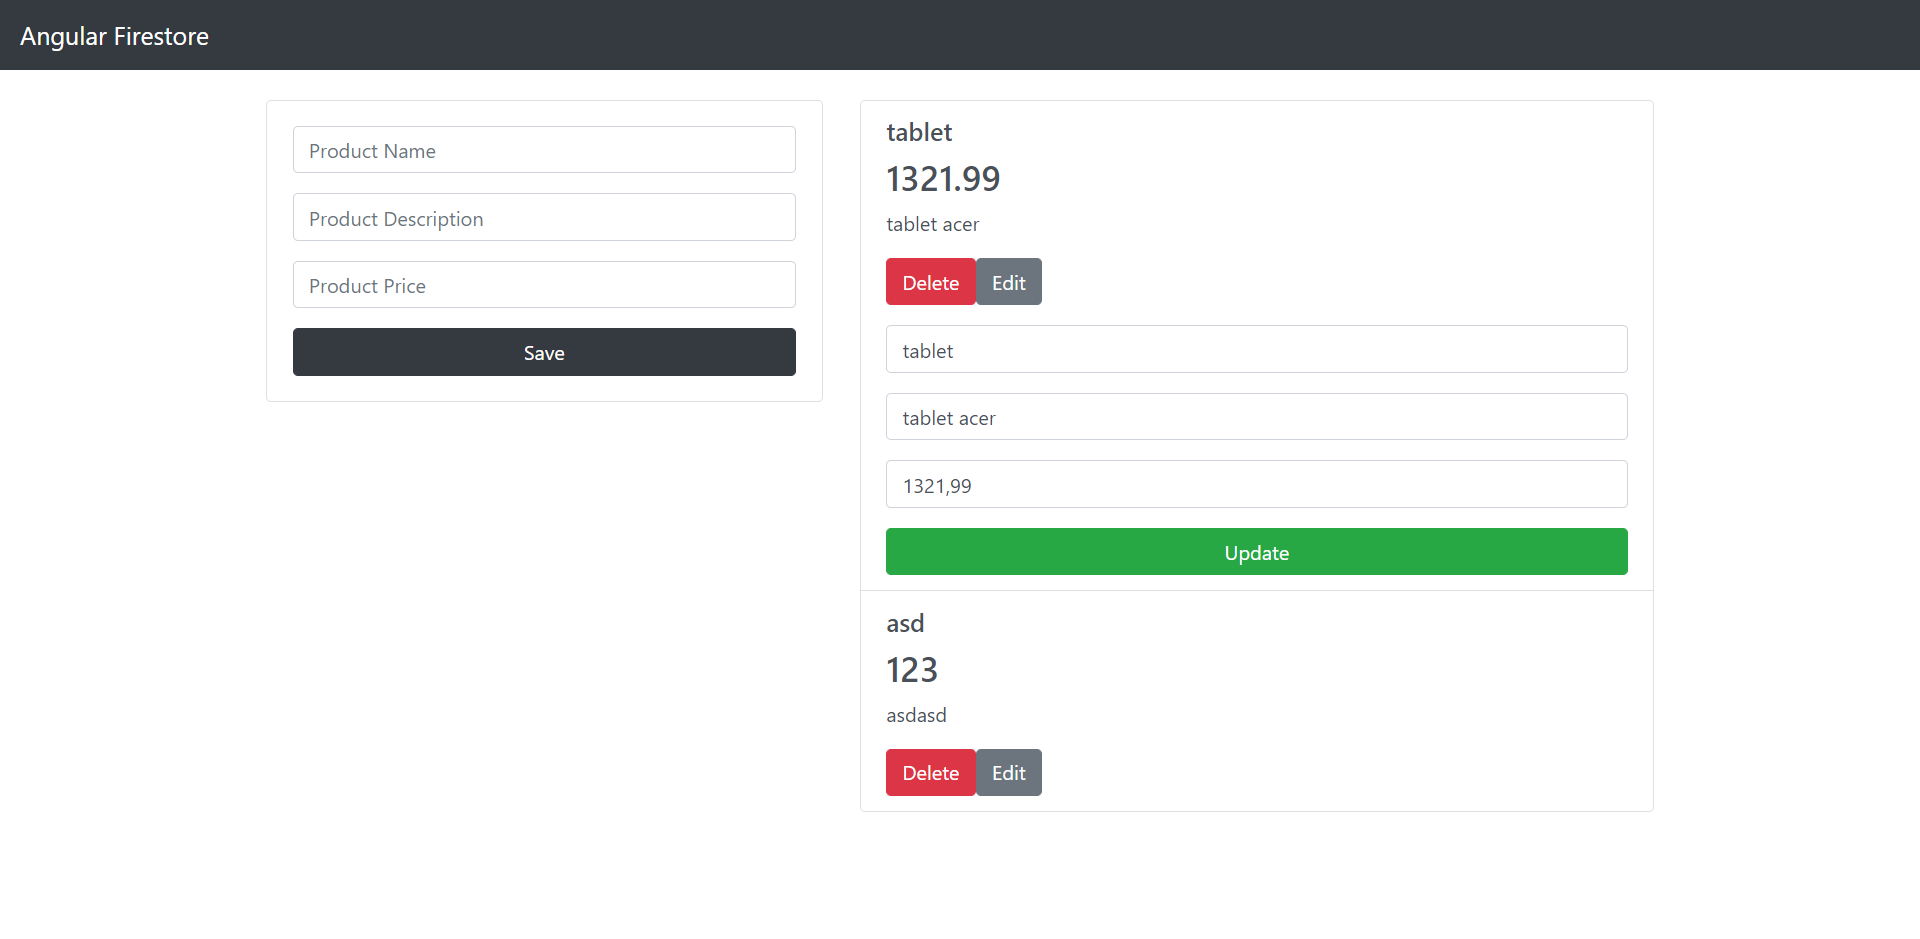 Angular Firestore
Product Name
Product Description
Product Price
Save
tablet
1321.99
tablet acer
Delete Edit
tablet
tablet acer
1321,99
Update
asd
123
asdasd
Delete Edit